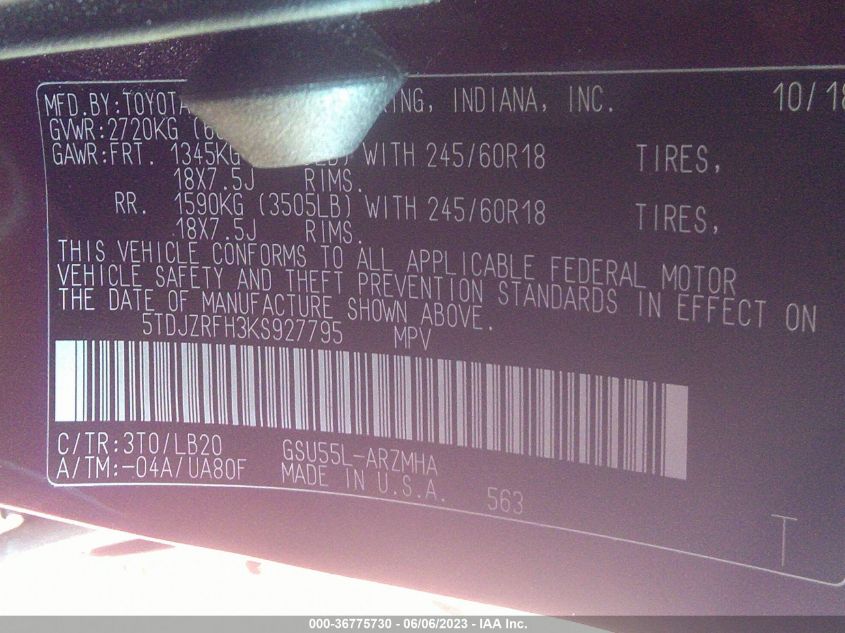 MFD.BY:TOYOTA RING, INDIANA, INC. 10/18
GVWR:2720KG
GAWR:FRT. 1345KG WITH 245/60R18 TIRES,
18X7.5J RIMS.
RR. 1590KG (3505LB) WITH 245/60R18 TIRES,
18X7.5J RIMS.
THIS VEHICLE CONFORMS TO ALL APPLICABLE FEDERAL MOTOR
VEHICLE SAFETY AND THEFT PREVENTION STANDARDS IN EFFECT ON
THE DATE OF MANUFACTURE SHOWN ABOVE.
5TDJZRFH3KS927795 MPV
C/TR:3T0/LB20 GSU55L-ARZMHA
A/TM:-04A/UA80F MADE IN U.S.A. 563
T
000-36775730 - 06/06/2023 - IAA Inc.